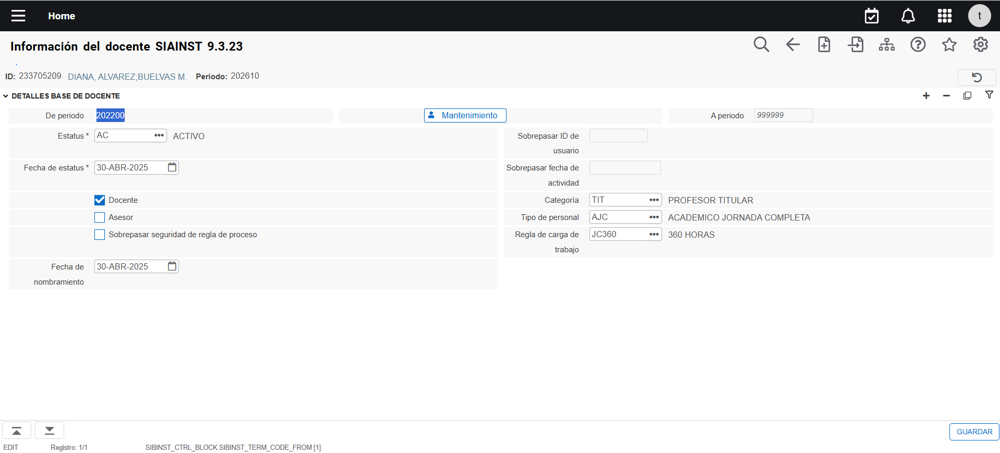 Home
t
Información del docente SIAINST 9.3.23
ID: 233705209 DIANA, ALVAREZ;BUELVAS M. Periodo: 202610
DETALLES BASE DE DOCENTE
De periodo 202200 Mantenimiento A periodo 999999
Estatus * AC ACTIVO
Sobrepasar ID de
usuario
Fecha de estatus * 30-ABR-2025
Sobrepasar fecha de
actividad
Docente
Categoría TIT PROFESOR TITULAR
Asesor
Tipo de personal AJC ACADEMICO JORNADA COMPLETA
Sobrepasar seguridad de regla de proceso
Regla de carga de JC360 360 HORAS
trabajo
Fecha de 30-ABR-2025
nombramiento
GUARDAR
EDIT Registro: 1/1 SIBINST_CTRL_BLOCK.SIBINST_TERM_CODE_FROM [1]